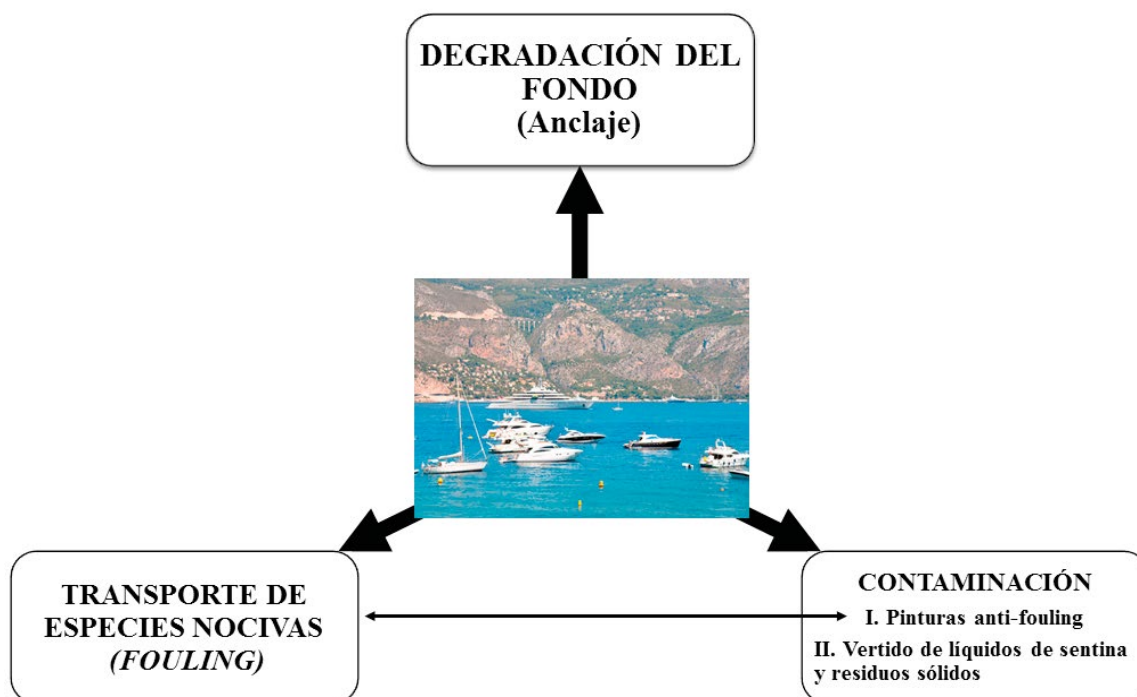 DEGRADACIÓN DEL
FONDO
(Anclaje)
TRANSPORTE DE
ESPECIES NOCIVAS
(FOULING)
CONTAMINACIÓN
I. Pinturas anti-fouling
II. Vertido de líquidos de sentina
y residuos sólidos